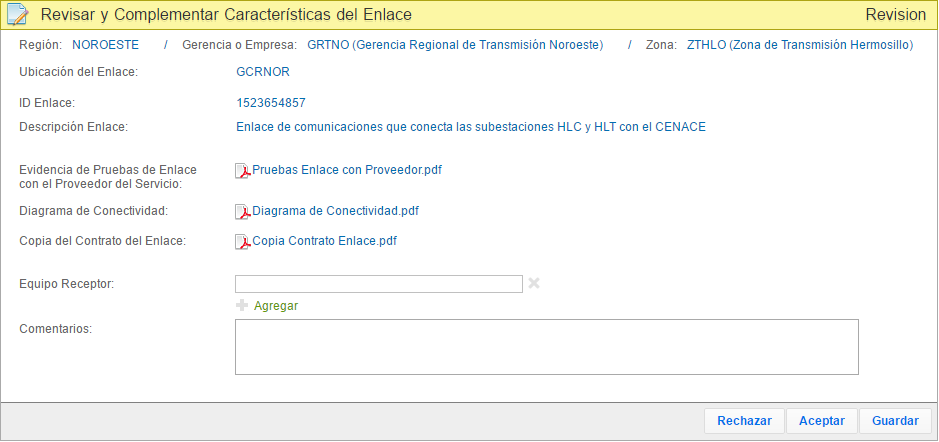 Revisar y Complementar Características del Enlace Revision
Región: NOROESTE / Gerencia o Empresa: GRTNO (Gerencia Regional de Transmisión Noroeste) / Zona: ZTHLO (Zona de Transmisión Hermosillo)
Ubicación del Enlace: GCRNOR
ID Enlace: 1523654857
Descripción Enlace: Enlace de comunicaciones que conecta las subestaciones HLC y HLT con el CENACE
Evidencia de Pruebas de Enlace
con el Proveedor del Servicio:
Pruebas Enlace con Proveedor.pdf
Diagrama de Conectividad: Diagrama de Conectividad.pdf
Copia del Contrato del Enlace: Copia Contrato Enlace.pdf
Equipo Receptor:
Agregar
Comentarios:
Rechazar Aceptar Guardar